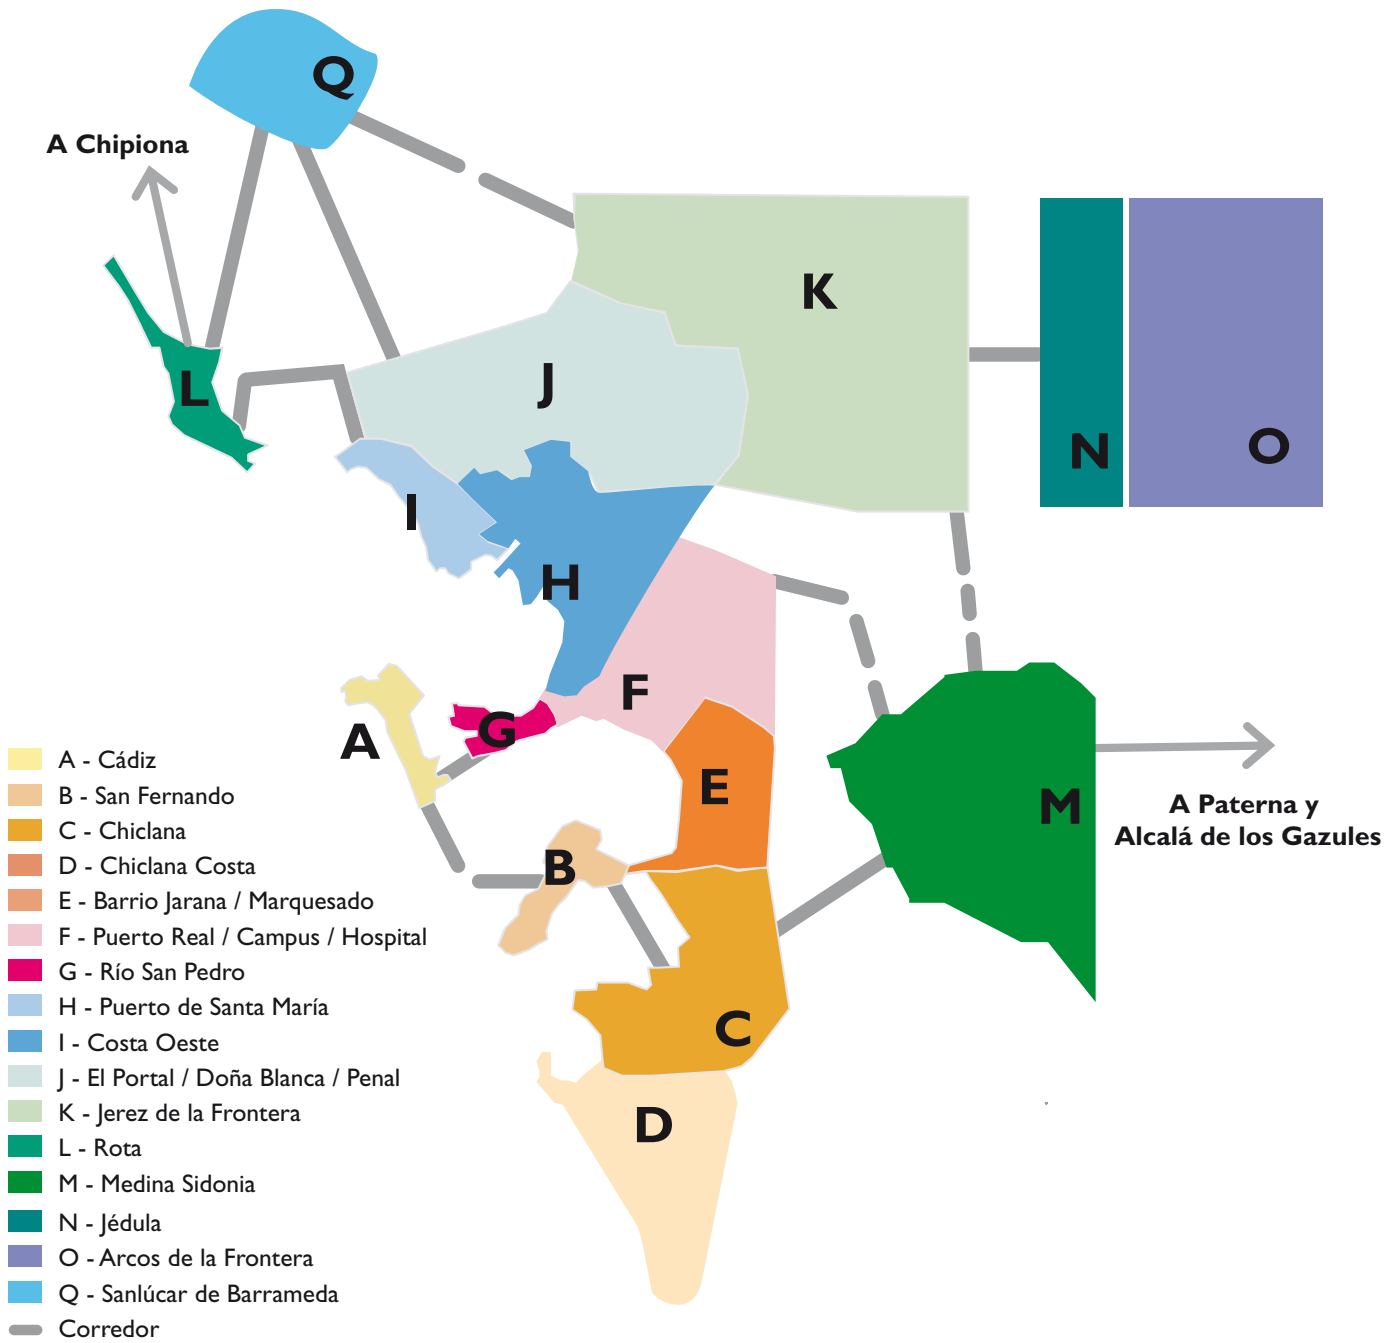 Q
A Chipiona
K
L
J
N
O
I
H
F
A
G
E
M
A Paterna y
Alcalá de los Gazules
B
C
D
A - Cádiz
B - San Fernando
C - Chiclana
D - Chiclana Costa
E - Barrio Jarana / Marquesado
F - Puerto Real / Campus / Hospital
G - Río San Pedro
H - Puerto de Santa María
I - Costa Oeste
J - El Portal / Doña Blanca / Penal
K - Jerez de la Frontera
L - Rota
M - Medina Sidonia
N - Jédula
O - Arcos de la Frontera
Q - Sanlúcar de Barrameda
Corredor